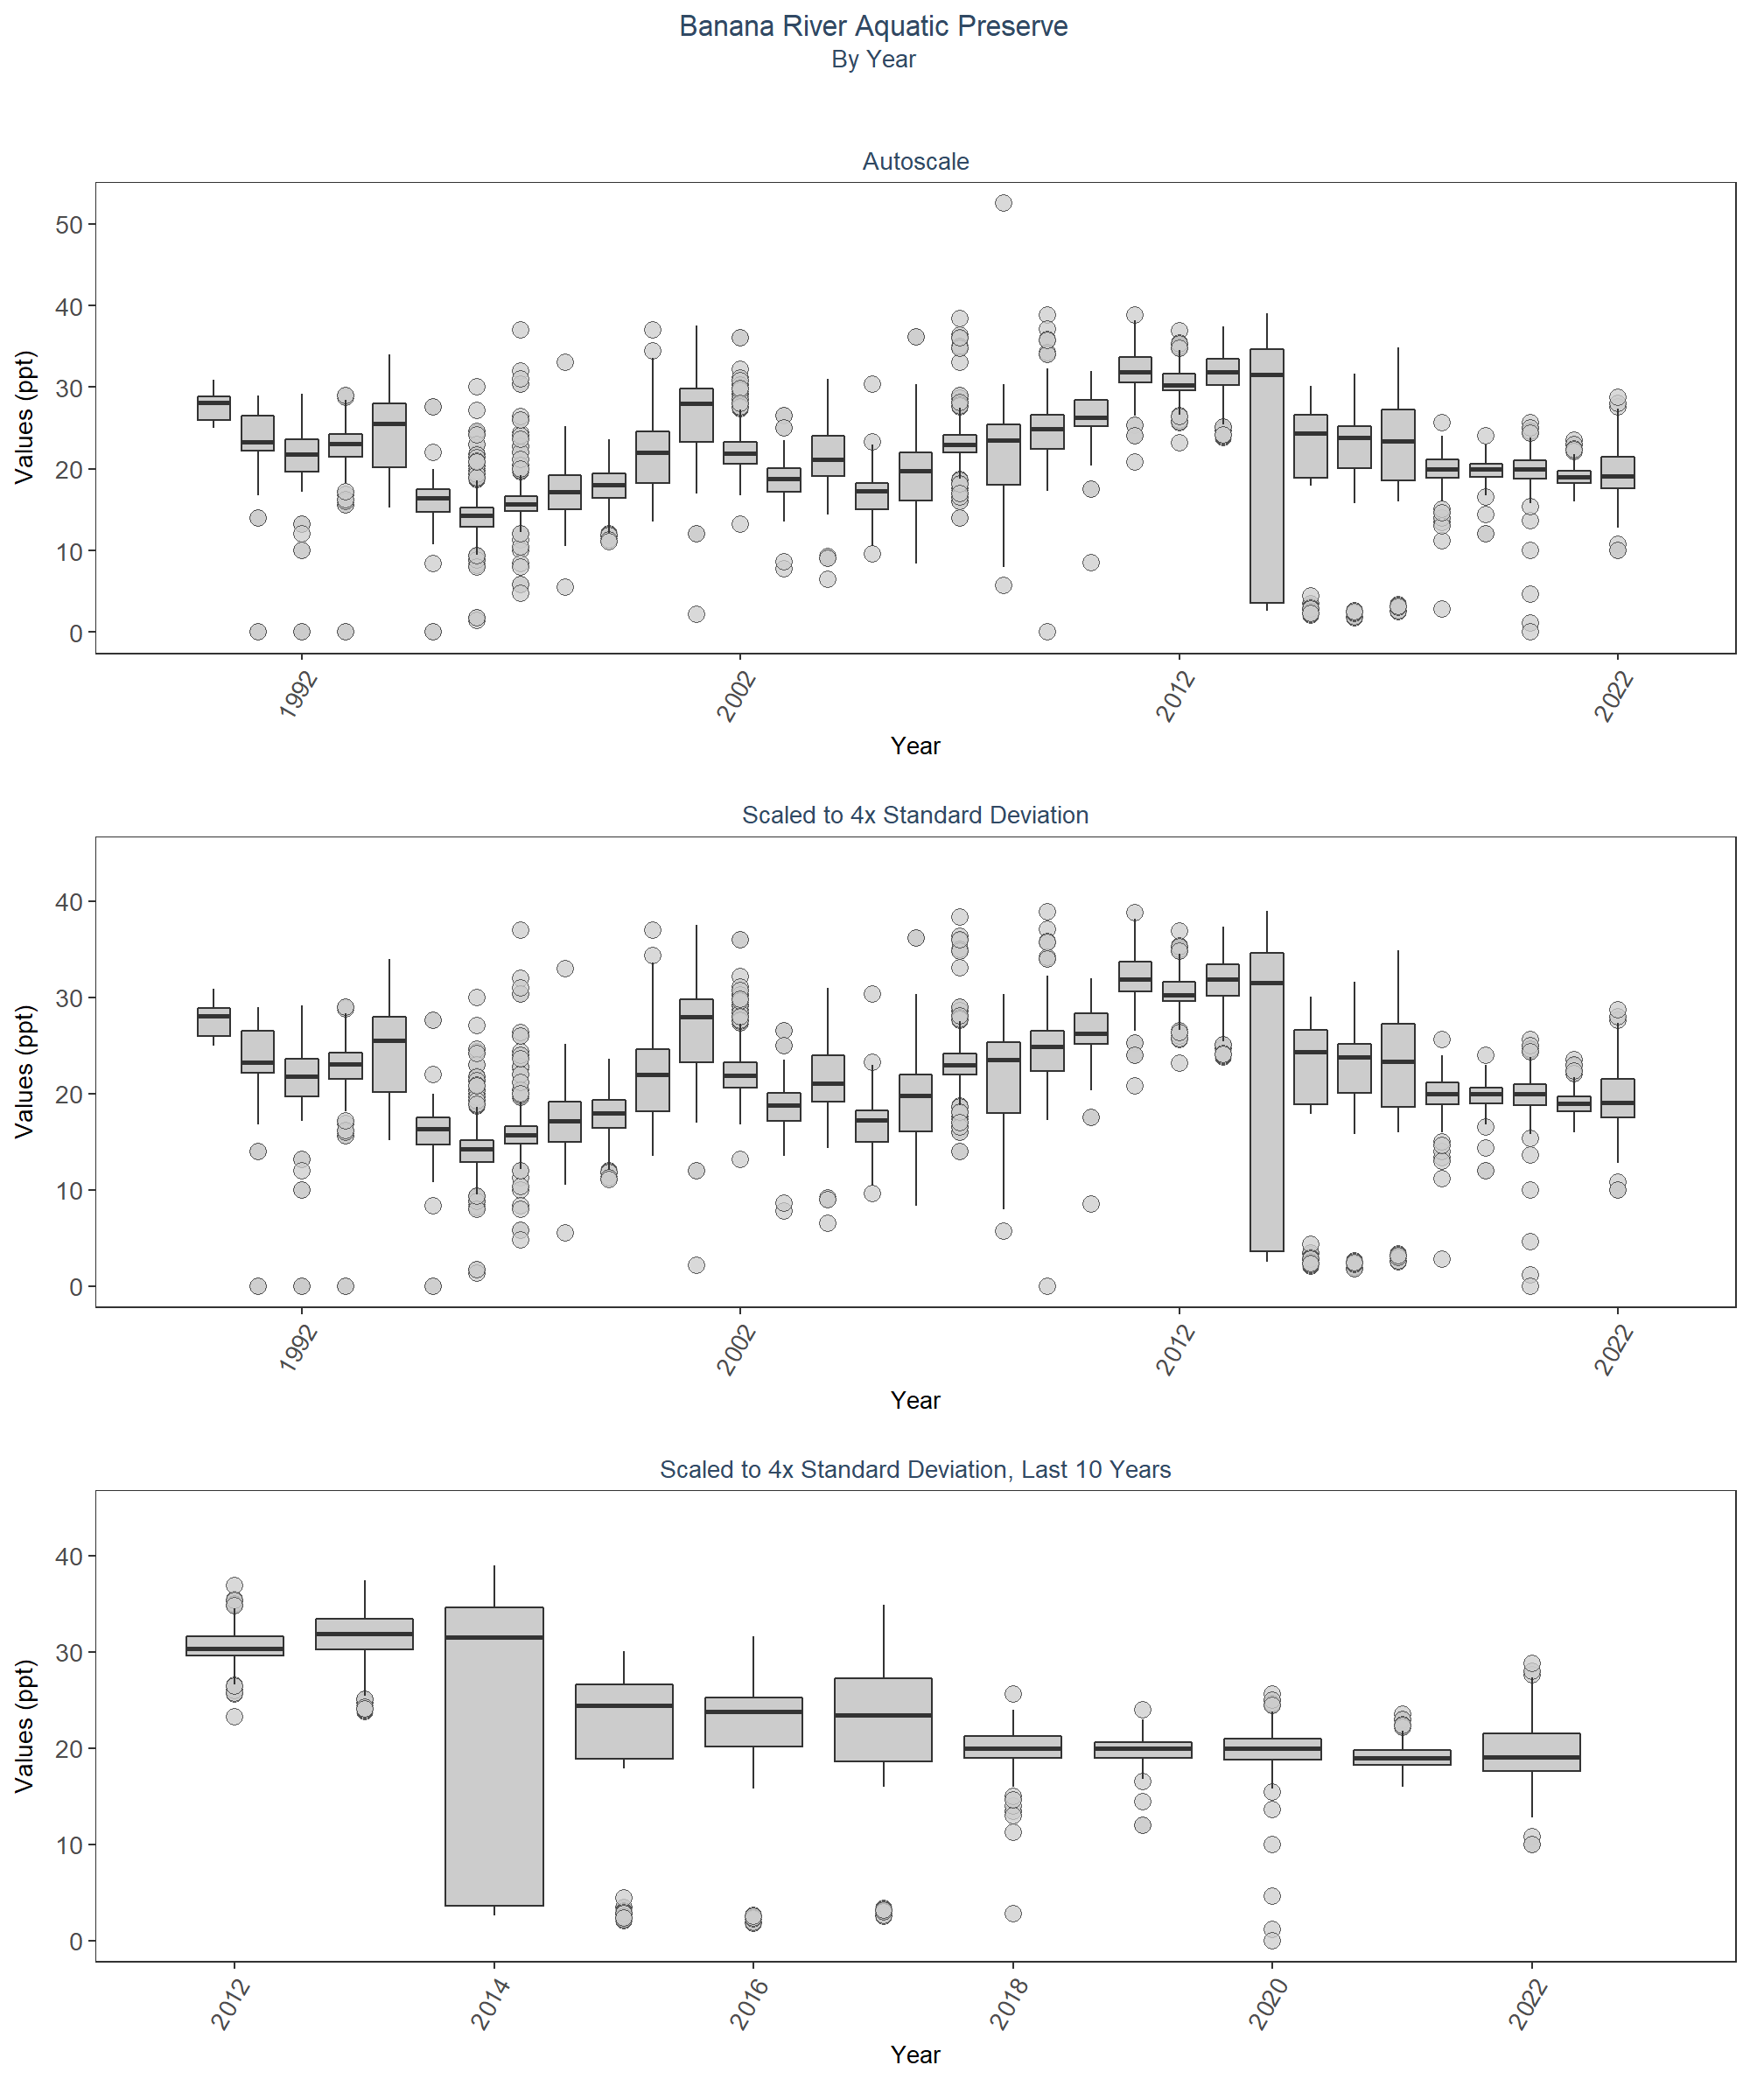 Banana River Aquatic Preserve
By Year
Autoscale
Values (ppt)
50
40
30
20
10
0
1992
2002
2012
2022
Year
Scaled to 4x Standard Deviation
Values (ppt)
40
30
20
10
0
1992
2002
2012
2022
Year
Scaled to 4x Standard Deviation, Last 10 Years
Values (ppt)
40
30
20
10
0
2012
2014
2016
2018
2020
2022
Year